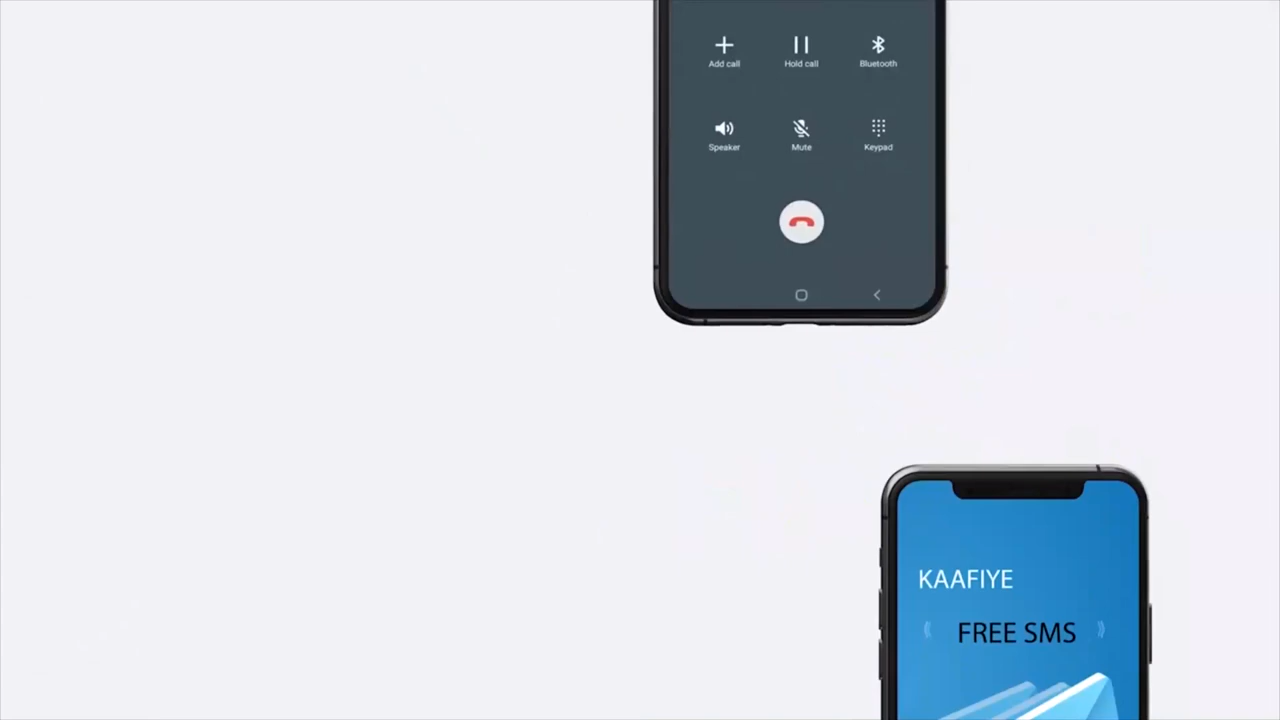 Add call Hold call Bluetooth
Speaker Mute Keypad
KAAFIYE
FREE SMS